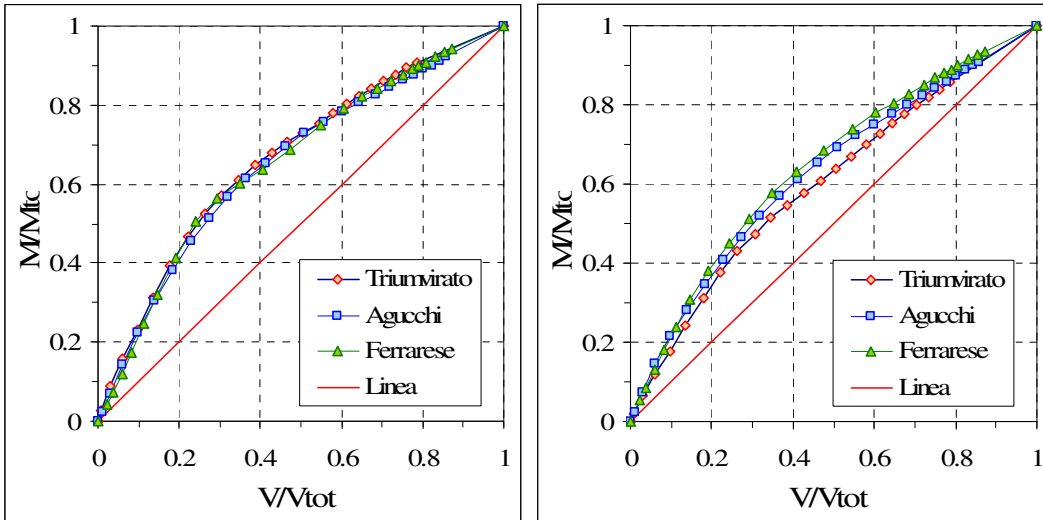 1
0.8
0.6
0.4
0.2
0
M/Mtc
Triumvirato
Agucchi
Ferrarese
Linea
0 0.2 0.4 0.6 0.8 1
V/Vtot
1
0.8
0.6
0.4
0.2
0
M/Mtc
Triumvirato
Agucchi
Ferrarese
Linea
0 0.2 0.4 0.6 0.8 1
V/Vtot